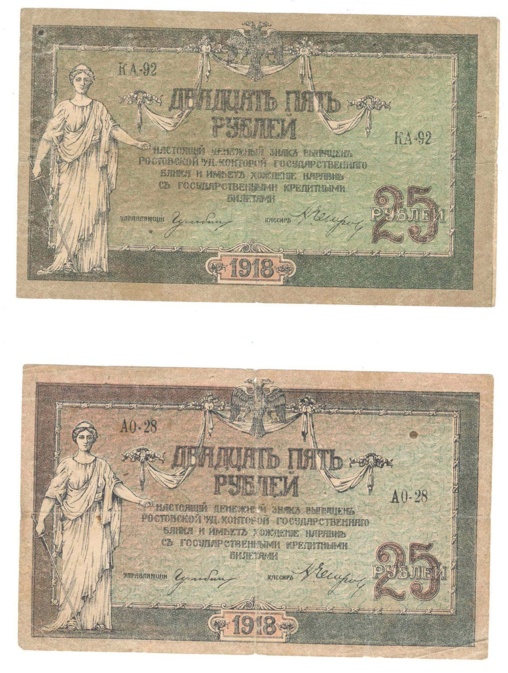 КА-92
ДВАДЦАТЬ ПЯТЬ
РУБЛЕЙ
КА-92
НАСТОЯЩІЙ ДЕНЕЖНЫЙ ЗНАКЪ ВЫПУЩЕНЪ
РОСТОВСКОЙ Н/Д. КОНТОРОЙ ГОСУДАРСТВЕННАГО
БАНКА И ИМѢЕТЪ ХОЖДЕНІЕ НАРАВНѢ
СЪ ГОСУДАРСТВЕННЫМИ КРЕДИТНЫМИ
БИЛЕТАМИ
25
РУБЛЕЙ
УПРАВЛЯЮЩІЙ КАССИРЪ
1918
АО-28
ДВАДЦАТЬ ПЯТЬ
РУБЛЕЙ
АО-28
НАСТОЯЩІЙ ДЕНЕЖНЫЙ ЗНАКЪ ВЫПУЩЕНЪ
РОСТОВСКОЙ Н/Д. КОНТОРОЙ ГОСУДАРСТВЕННАГО
БАНКА И ИМѢЕТЪ ХОЖДЕНІЕ НАРАВНѢ
СЪ ГОСУДАРСТВЕННЫМИ КРЕДИТНЫМИ
БИЛЕТАМИ
25
РУБЛЕЙ
УПРАВЛЯЮЩІЙ КАССИРЪ
1918